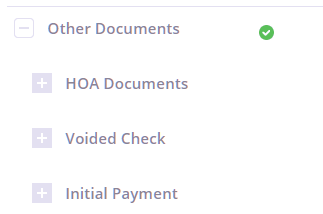 Other Documents
HOA Documents
Voided Check
Initial Payment